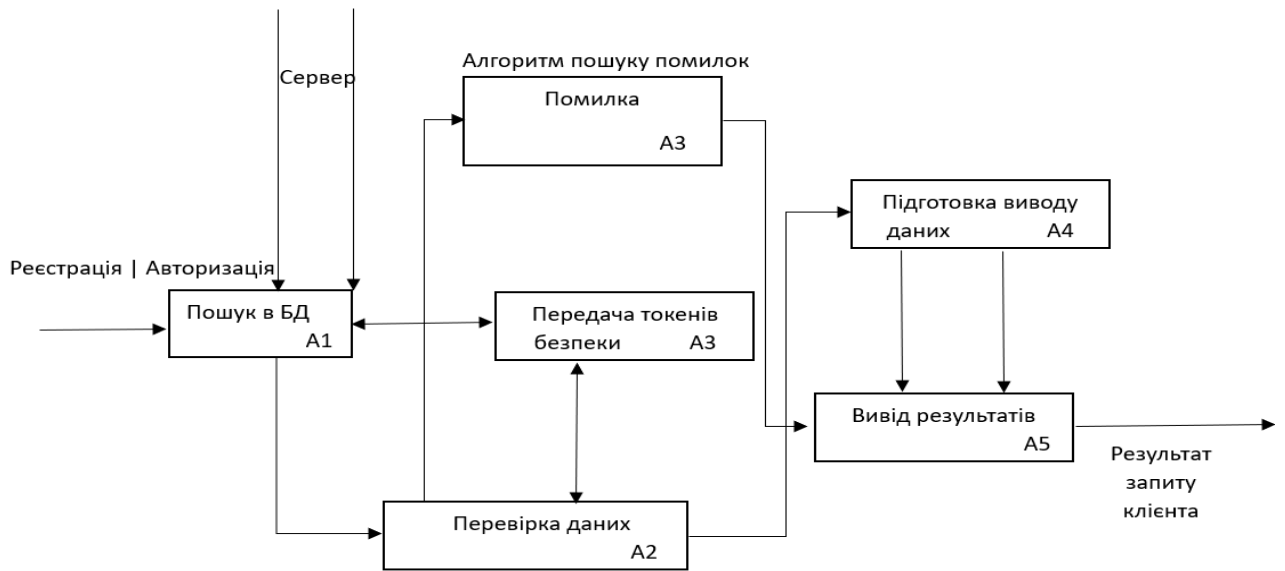 Сервер
Алгоритм пошуку помилок
Помилка
А3
Підготовка виводу
даних А4
Реєстрація | Авторизація
Пошук в БД
А1
Передача токенів
безпеки А3
Вивід результатів
А5
Результат
запиту
клієнта
Перевірка даних
А2